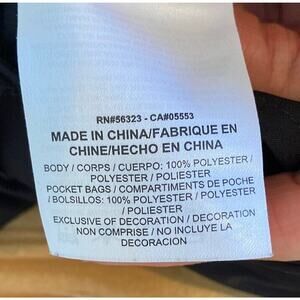 RN#56323 - CA#05553
MADE IN CHINA/FABRIQUE EN
CHINE/HECHO EN CHINA
BODY / CORPS / CUERPO: 100% POLYESTER /
POLYESTER / POLIESTER
POCKET BAGS / COMPARTIMENTS DE POCHE
/ BOLSILLOS: 100% POLYESTER / POLYESTER
/ POLIESTER
EXCLUSIVE OF DECORATION / DECORATION
NON COMPRISE / NO INCLUYE LA
DECORACION